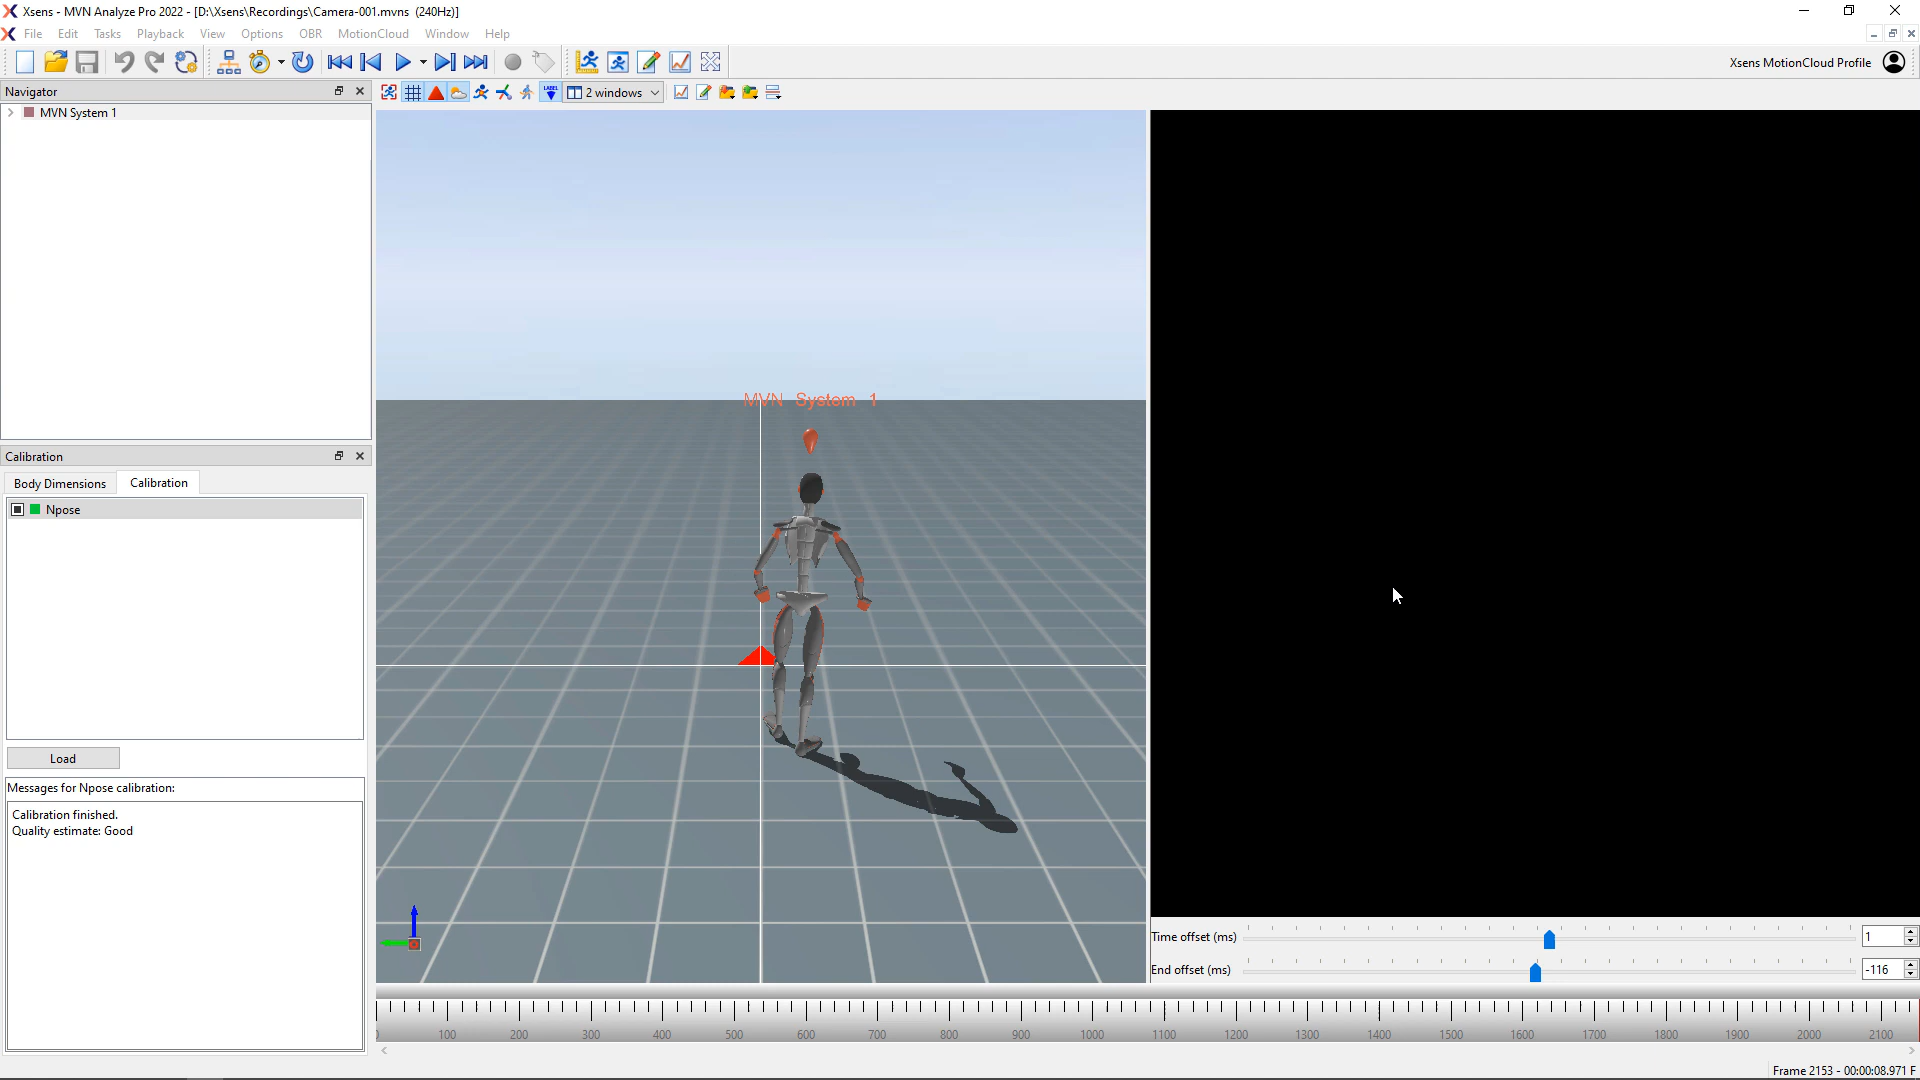 Xsens - MVN Analyze Pro 2022 - [D:\Xsens\Recordings\Camera-001.mvns (240Hz)]
File Edit Tasks Playback View Options OBR MotionCloud Window Help
Xsens MotionCloud Profile
Navigator
LABEL
2 windows
MVN System 1
MVN System 1
Calibration
Body Dimensions Calibration
Npose
Load
Messages for Npose calibration:
Calibration finished.
Quality estimate: Good
Time offset (ms) 1
End offset (ms) -116
100 200 300 400 500 600 700 800 900 1000 1100 1200 1300 1400 1500 1600 1700 1800 1900 2000 2100
Frame 2153 - 00:00:08.971 F